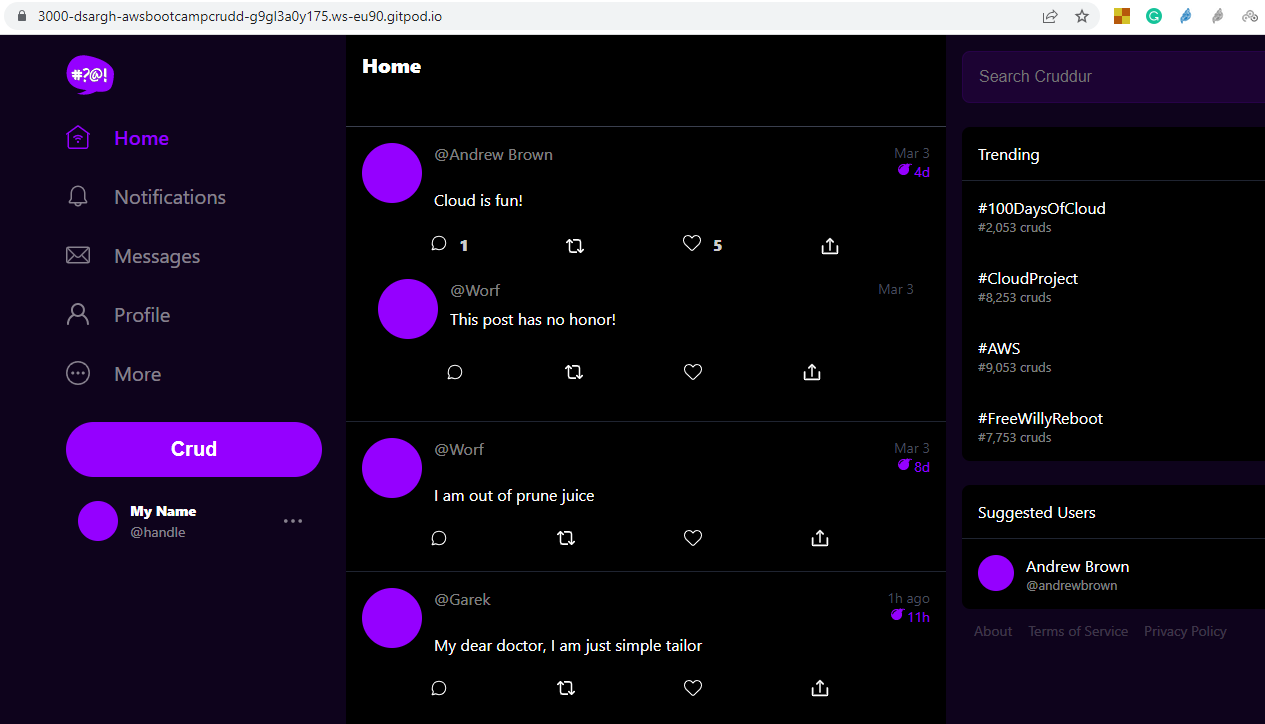 3000-dsargh-awsbootcampcrudd-g9gl3a0y175.ws-eu90.gitpod.io
#?@!
Home
Notifications
Messages
Profile
More
Crud
My Name
@handle
Home
@Andrew Brown
Mar 3
4d
Cloud is fun!
1
5
@Worf
Mar 3
This post has no honor!
@Worf
Mar 3
8d
I am out of prune juice
@Garek
1h ago
11h
My dear doctor, I am just simple tailor
Search Cruddur
Trending
#100DaysOfCloud
#2,053 cruds
#CloudProject
#8,253 cruds
#AWS
#9,053 cruds
#FreeWillyReboot
#7,753 cruds
Suggested Users
Andrew Brown
@andrewbrown
About Terms of Service Privacy Policy